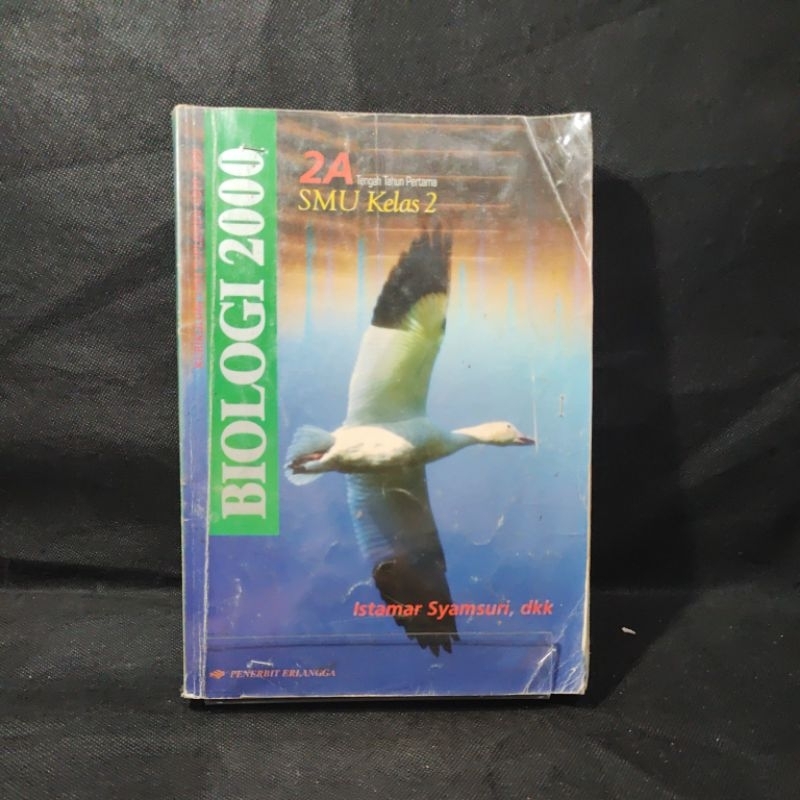 BIOLOGI 2000
2A
Tengah Tahun Pertama
SMU Kelas 2
Istamar Syamsuri, dkk
PENERBIT ERLANGGA